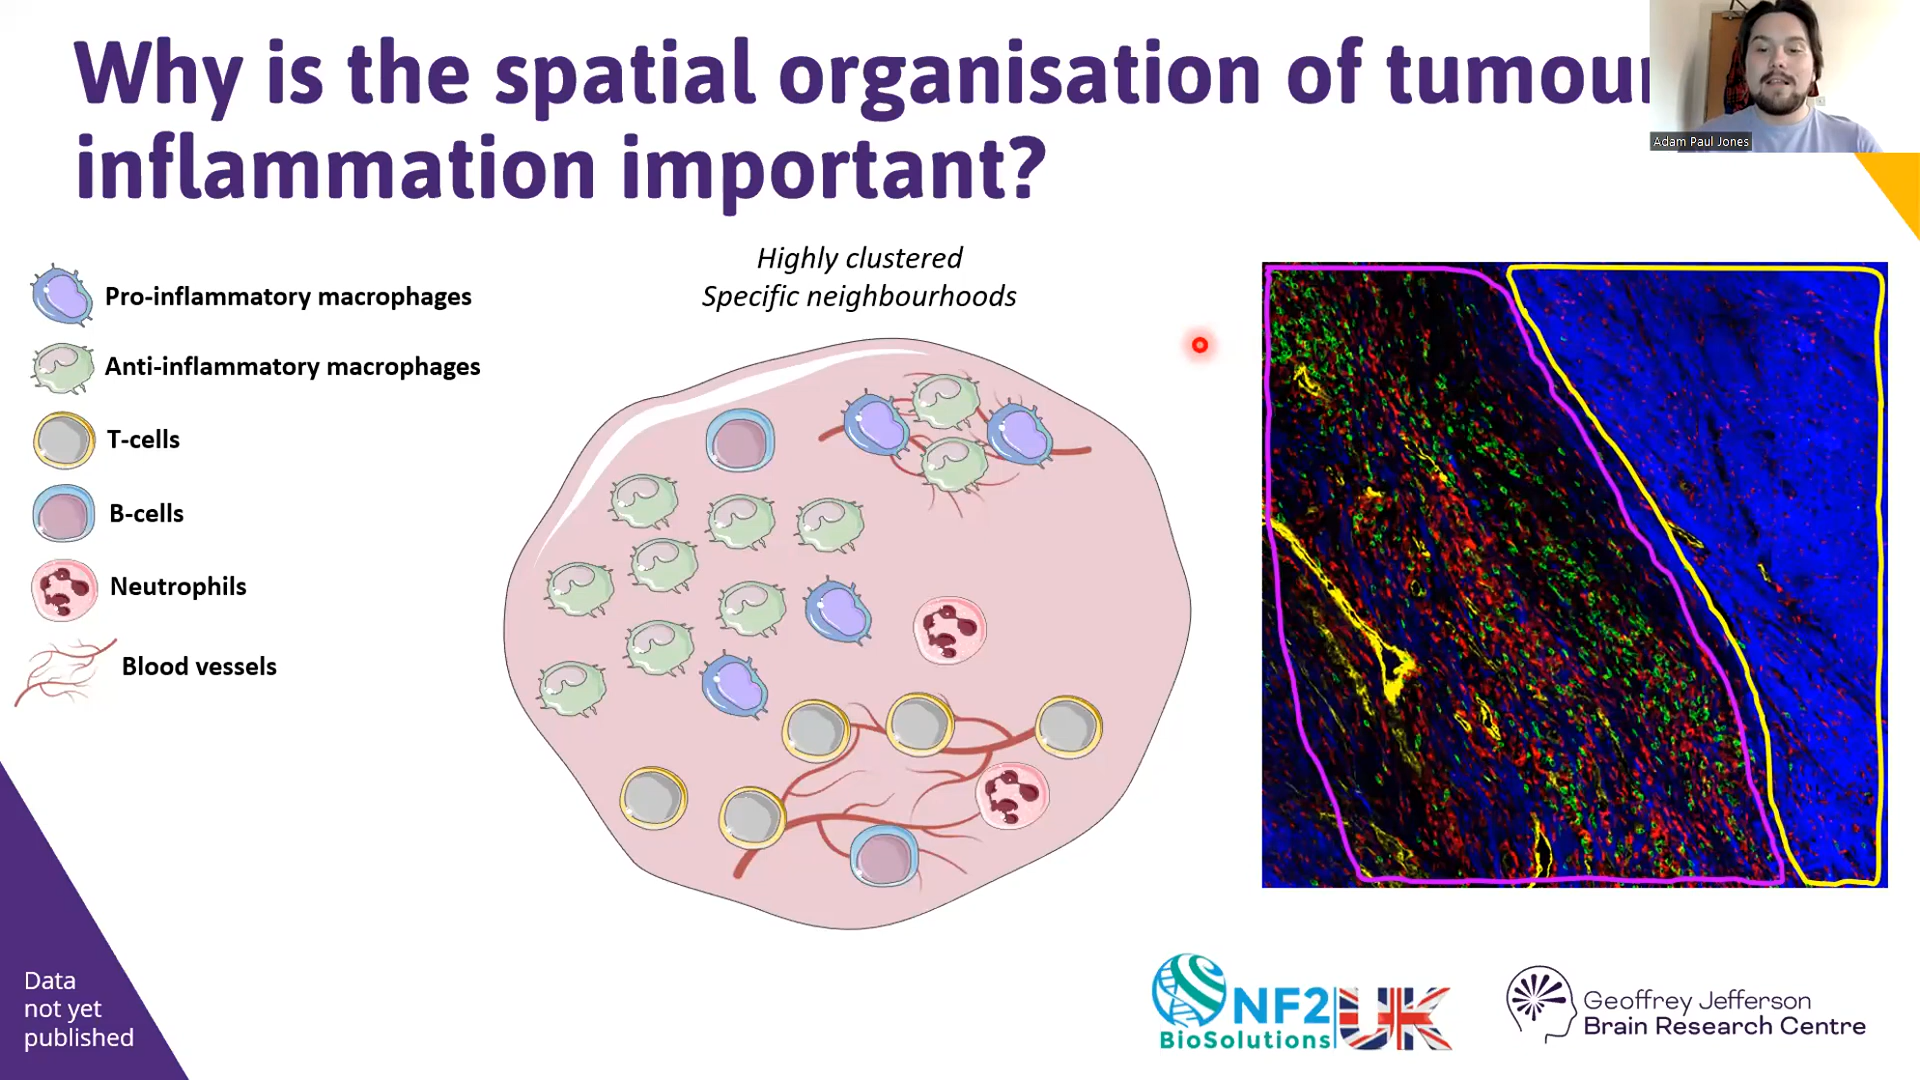 Why is the spatial organisation of tumour
inflammation important?
Adam Paul Jones
Highly clustered
Specific neighbourhoods
Pro-inflammatory macrophages
Anti-inflammatory macrophages
T-cells
B-cells
Neutrophils
Blood vessels
Data
not yet
published
NF2 UK
BioSolutions
Geoffrey Jefferson
Brain Research Centre